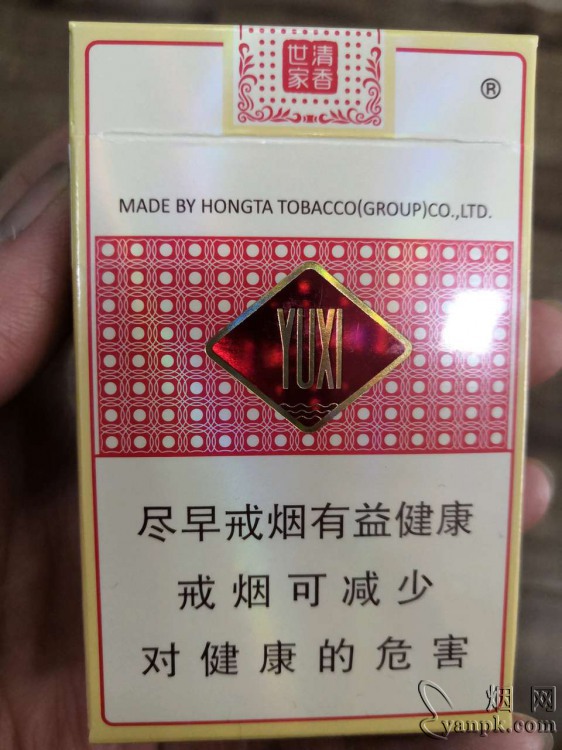 清香
世家
®
MADE BY HONGTA TOBACCO(GROUP)CO.,LTD.
YUXI
尽早戒烟有益健康
戒烟可减少
对健康的危害
烟网
yanpk.com